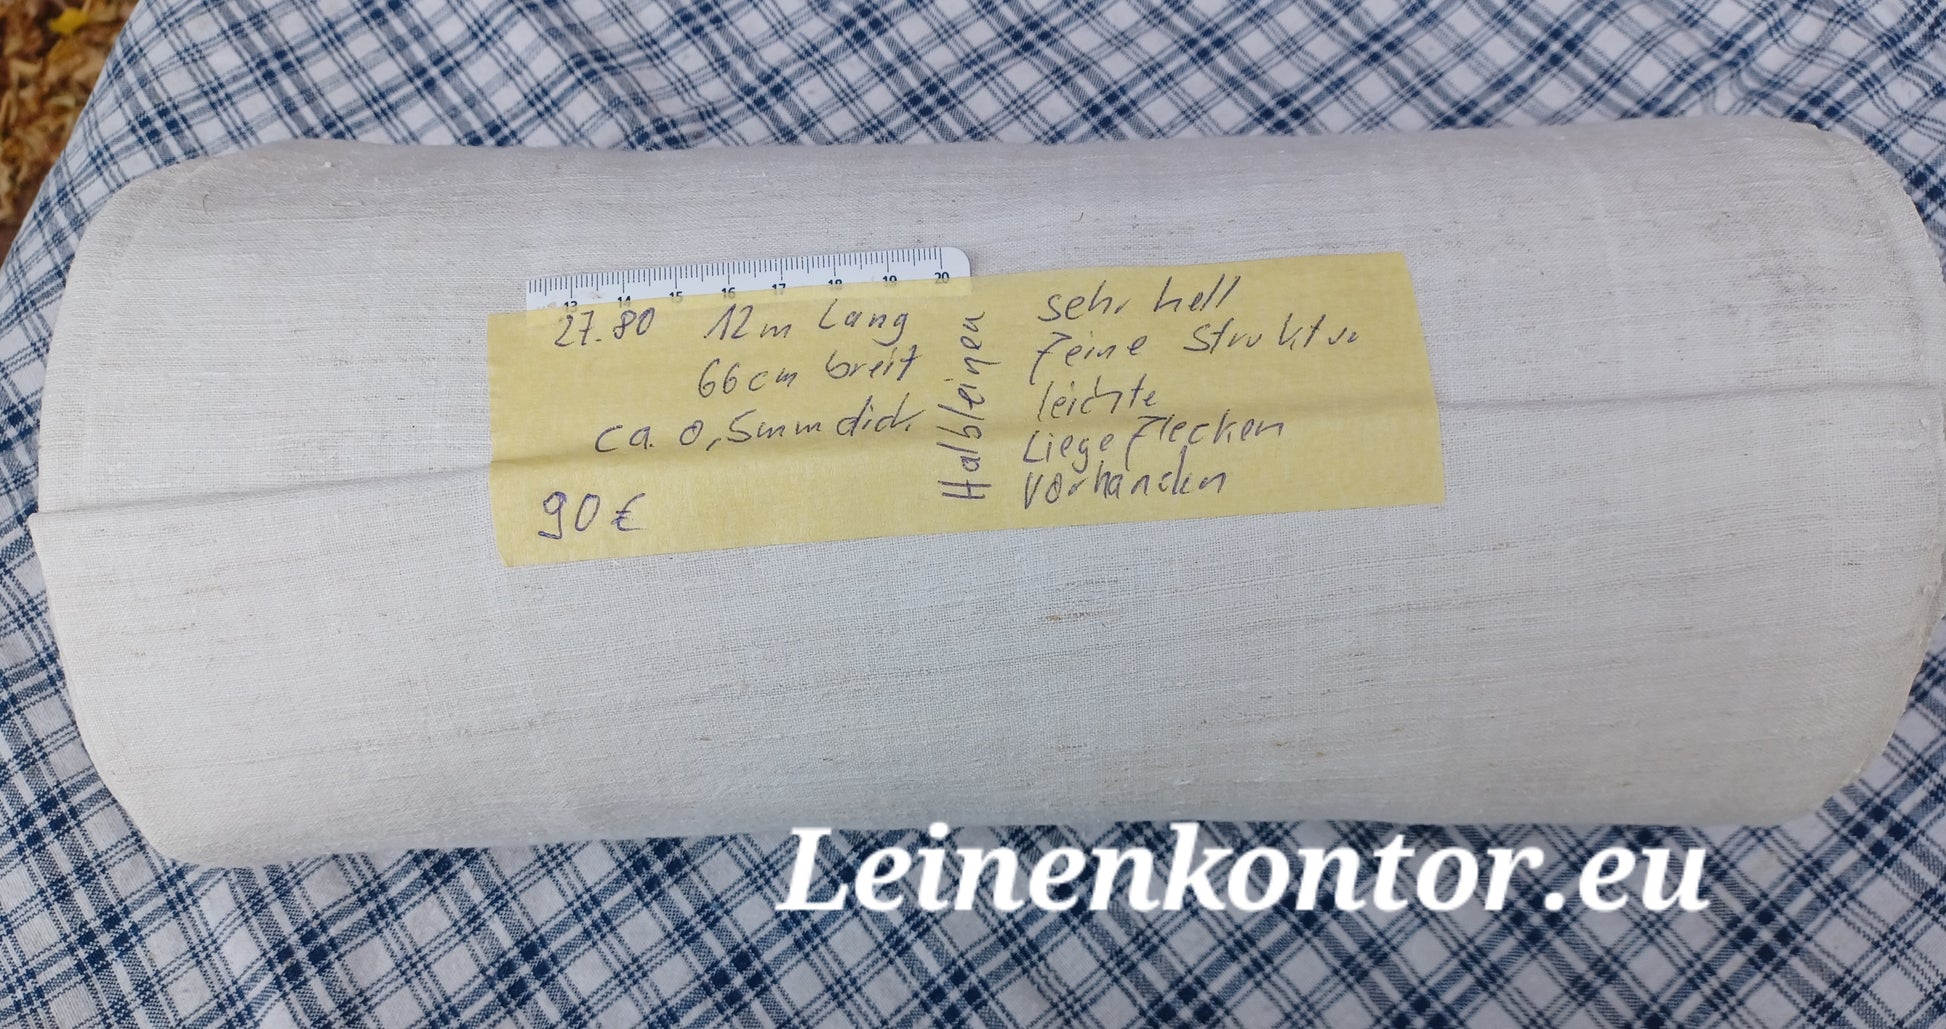 13 14 15 16 17 18 19 20
27.80 12m lang
66cm breit
ca. 0,5mm dick
90€
Halbleinen
sehr hell
feine Struktur
leichte
Liegeflecken
vorhanden
Leinenkontor.eu